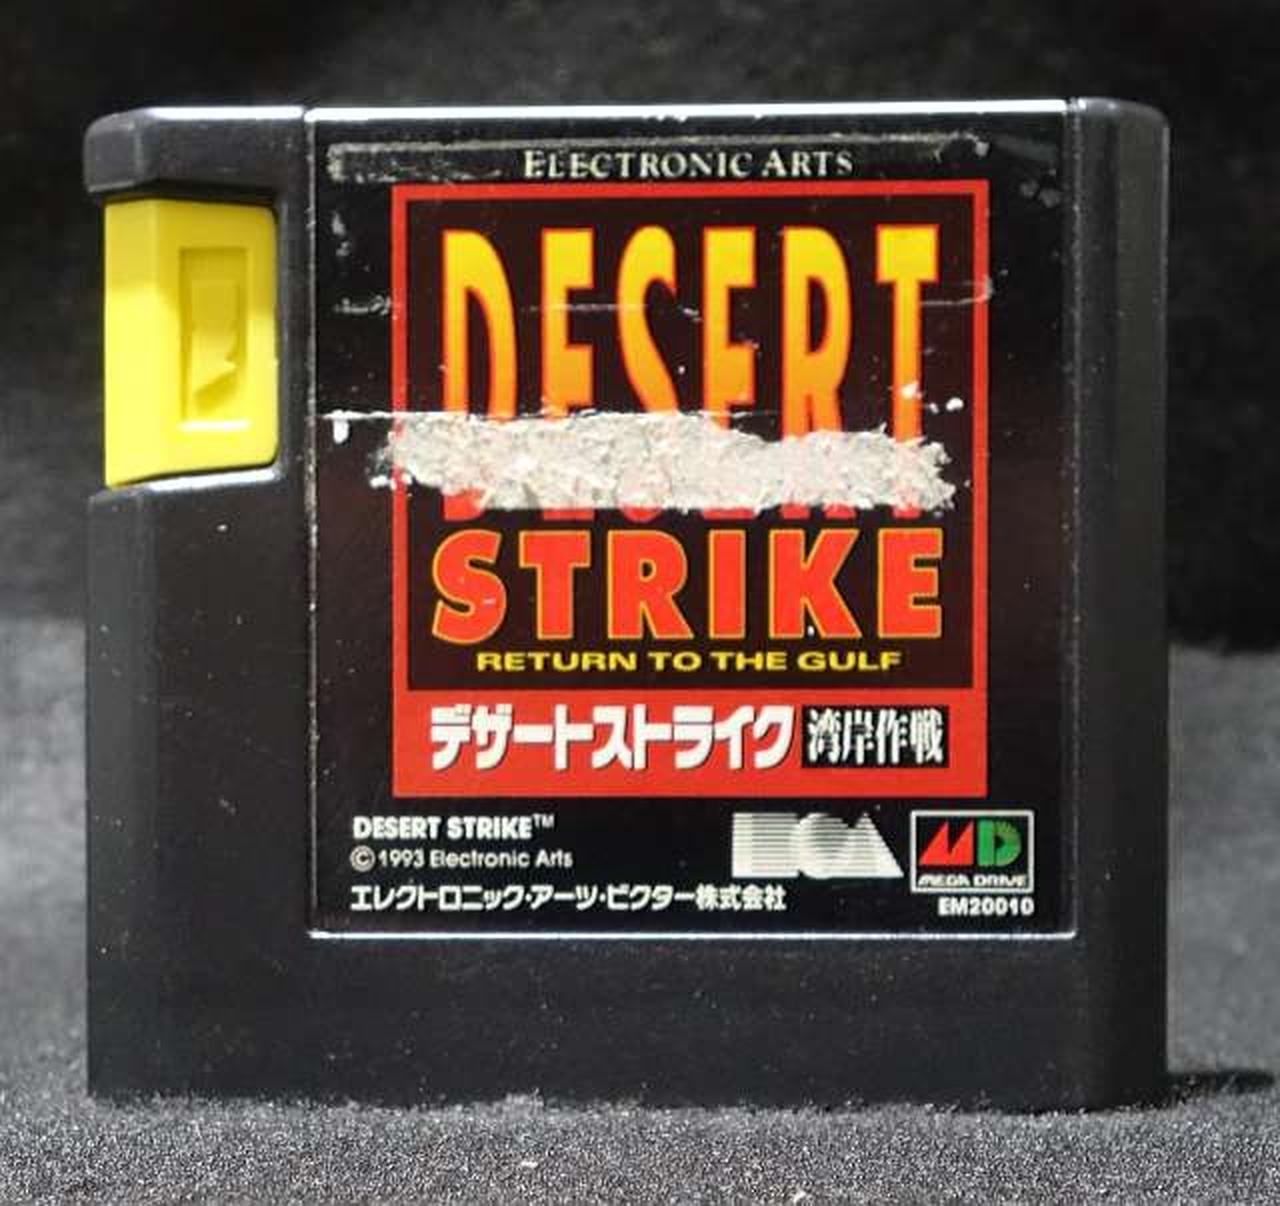 ELECTRONIC ARTS
DESERT
STRIKE
RETURN TO THE GULF
デザートストライク 湾岸作戦
DESERT STRIKE™
© 1993 Electronic Arts
エレクトロニック・アーツ・ビクター株式会社
EOA
MD
MEGA DRIVE
EM20010